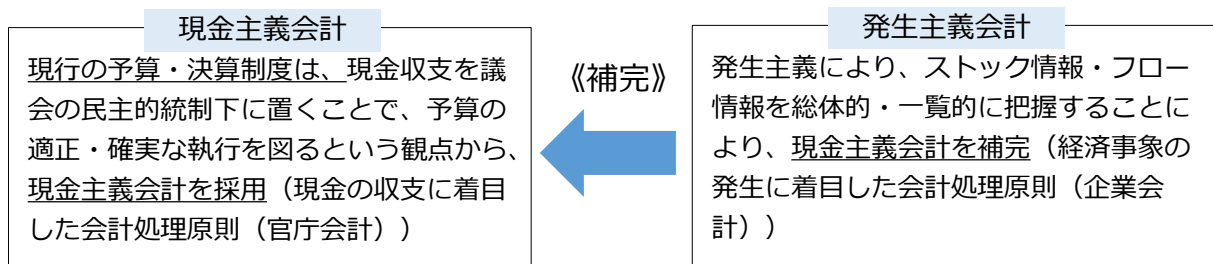 現金主義会計
現行の予算・決算制度は、現金収支を議
会の民主的統制下に置くことで、予算の
適正・確実な執行を図るという観点から、
現金主義会計を採用（現金の収支に着目
した会計処理原則（官庁会計））
《補完》
発生主義会計
発生主義により、ストック情報・フロー
情報を総体的・一覧的に把握することに
より、現金主義会計を補完（経済事象の
発生に着目した会計処理原則（企業会
計））